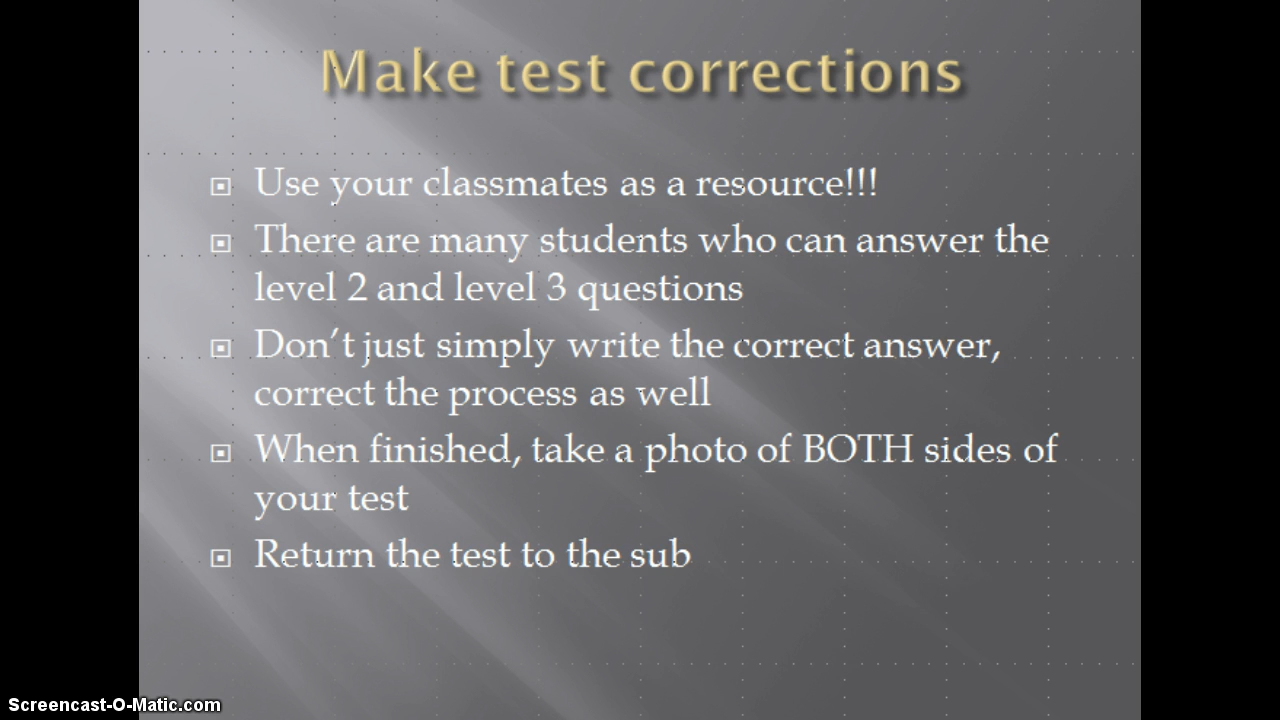 Make test corrections
Use your classmates as a resource!!!
There are many students who can answer the
level 2 and level 3 questions
Don't just simply write the correct answer,
correct the process as well
When finished, take a photo of BOTH sides of
your test
Return the test to the sub
Screencast-O-Matic.com